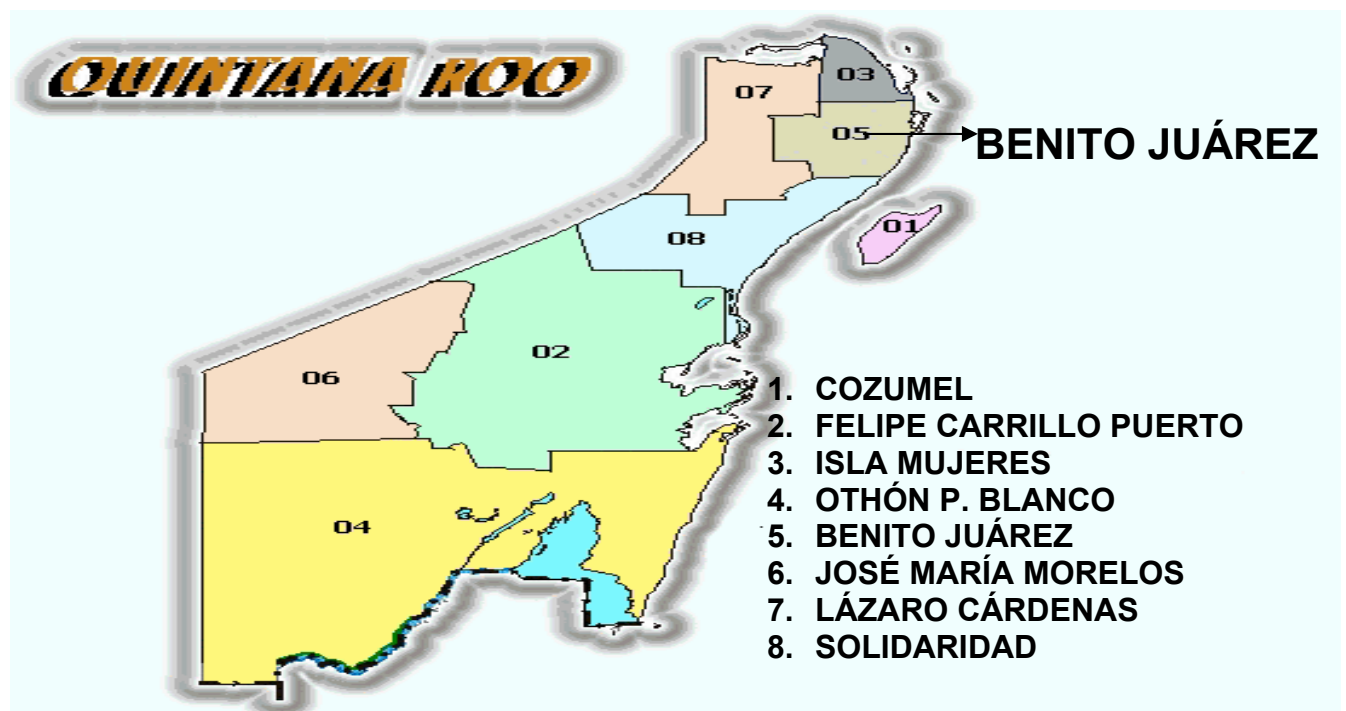 QUINTANA ROO
03
07
05
BENITO JUÁREZ
01
08
02
06
04
1. COZUMEL
2. FELIPE CARRILLO PUERTO
3. ISLA MUJERES
4. OTHÓN P. BLANCO
5. BENITO JUÁREZ
6. JOSÉ MARÍA MORELOS
7. LÁZARO CÁRDENAS
8. SOLIDARIDAD